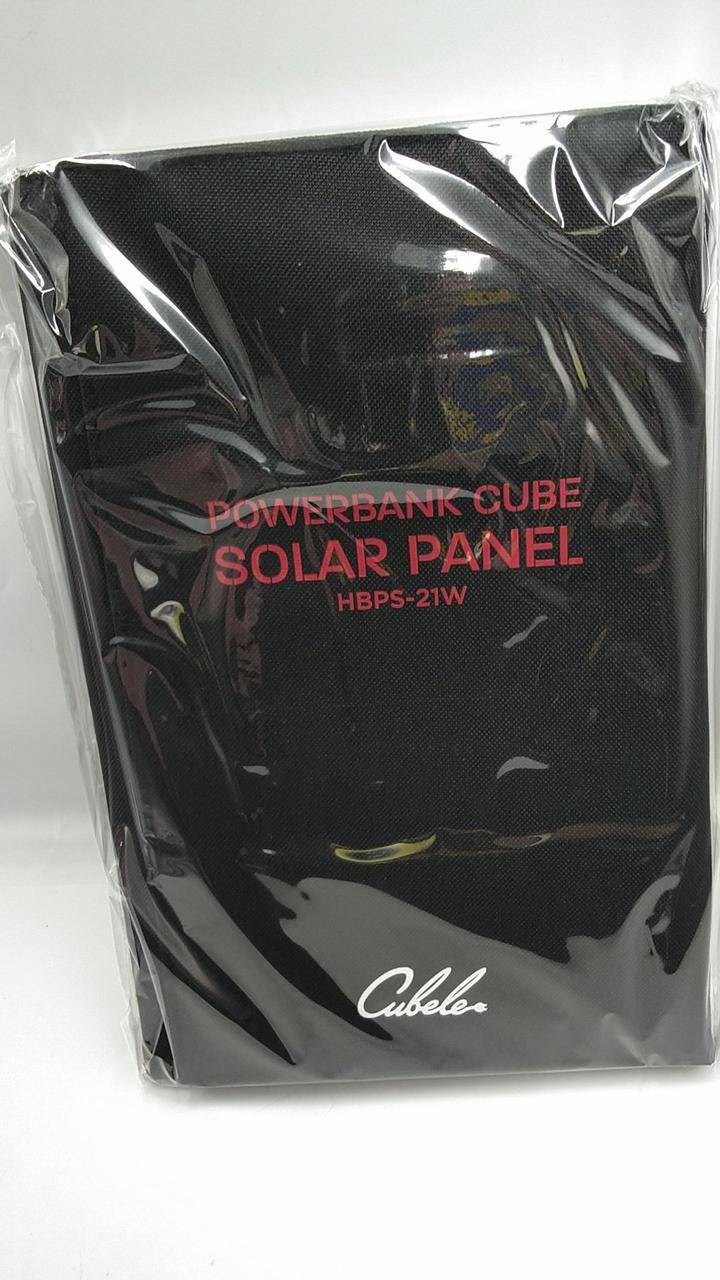 POWERBANK CUBE
SOLAR PANEL
HBPS-21W
Cubele